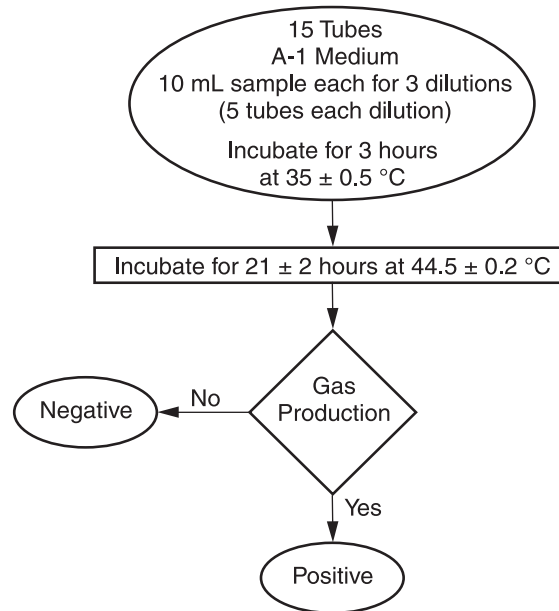 15 Tubes
A-1 Medium
10 mL sample each for 3 dilutions
(5 tubes each dilution)
Incubate for 3 hours
at 35 ± 0.5 °C
Incubate for 21 ± 2 hours at 44.5 ± 0.2 °C
Gas
Production
No
Negative
Yes
Positive